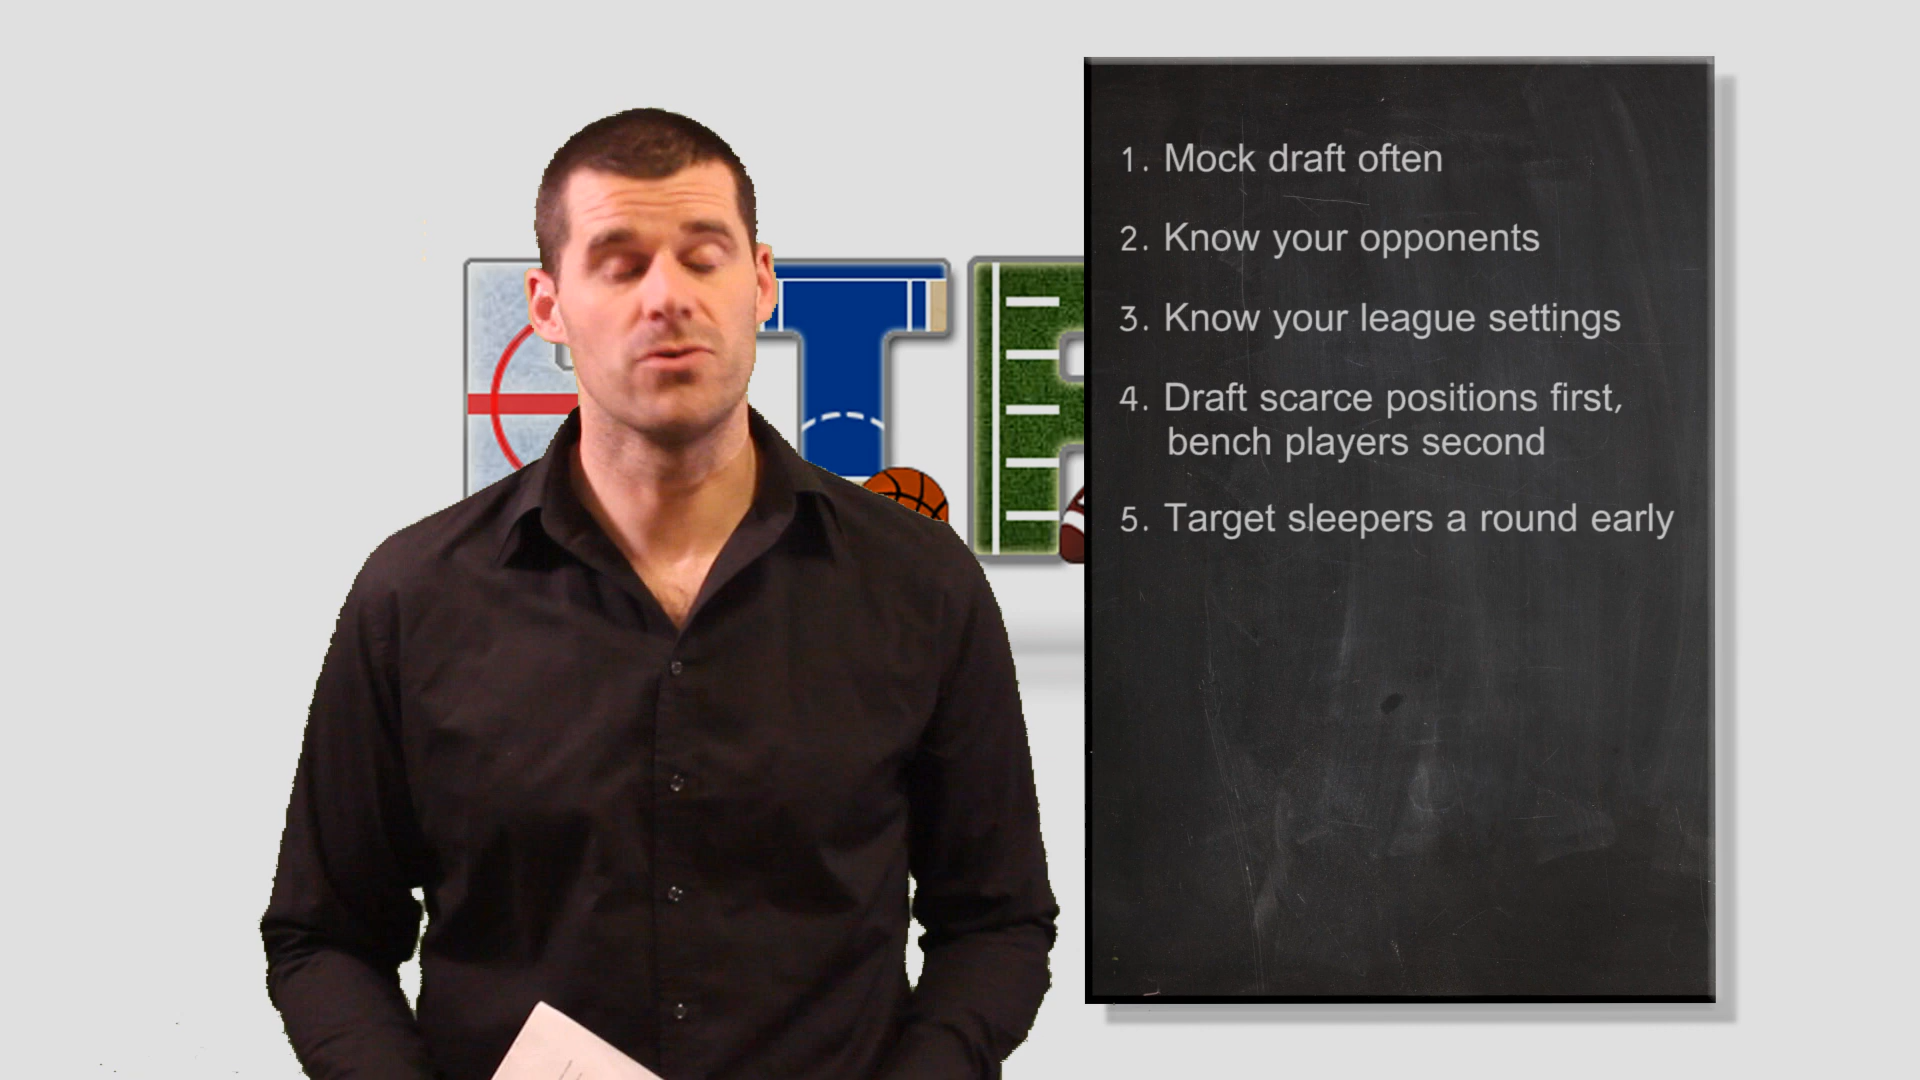 1. Mock draft often
2. Know your opponents
3. Know your league settings
4. Draft scarce positions first,
bench players second
5. Target sleepers a round early